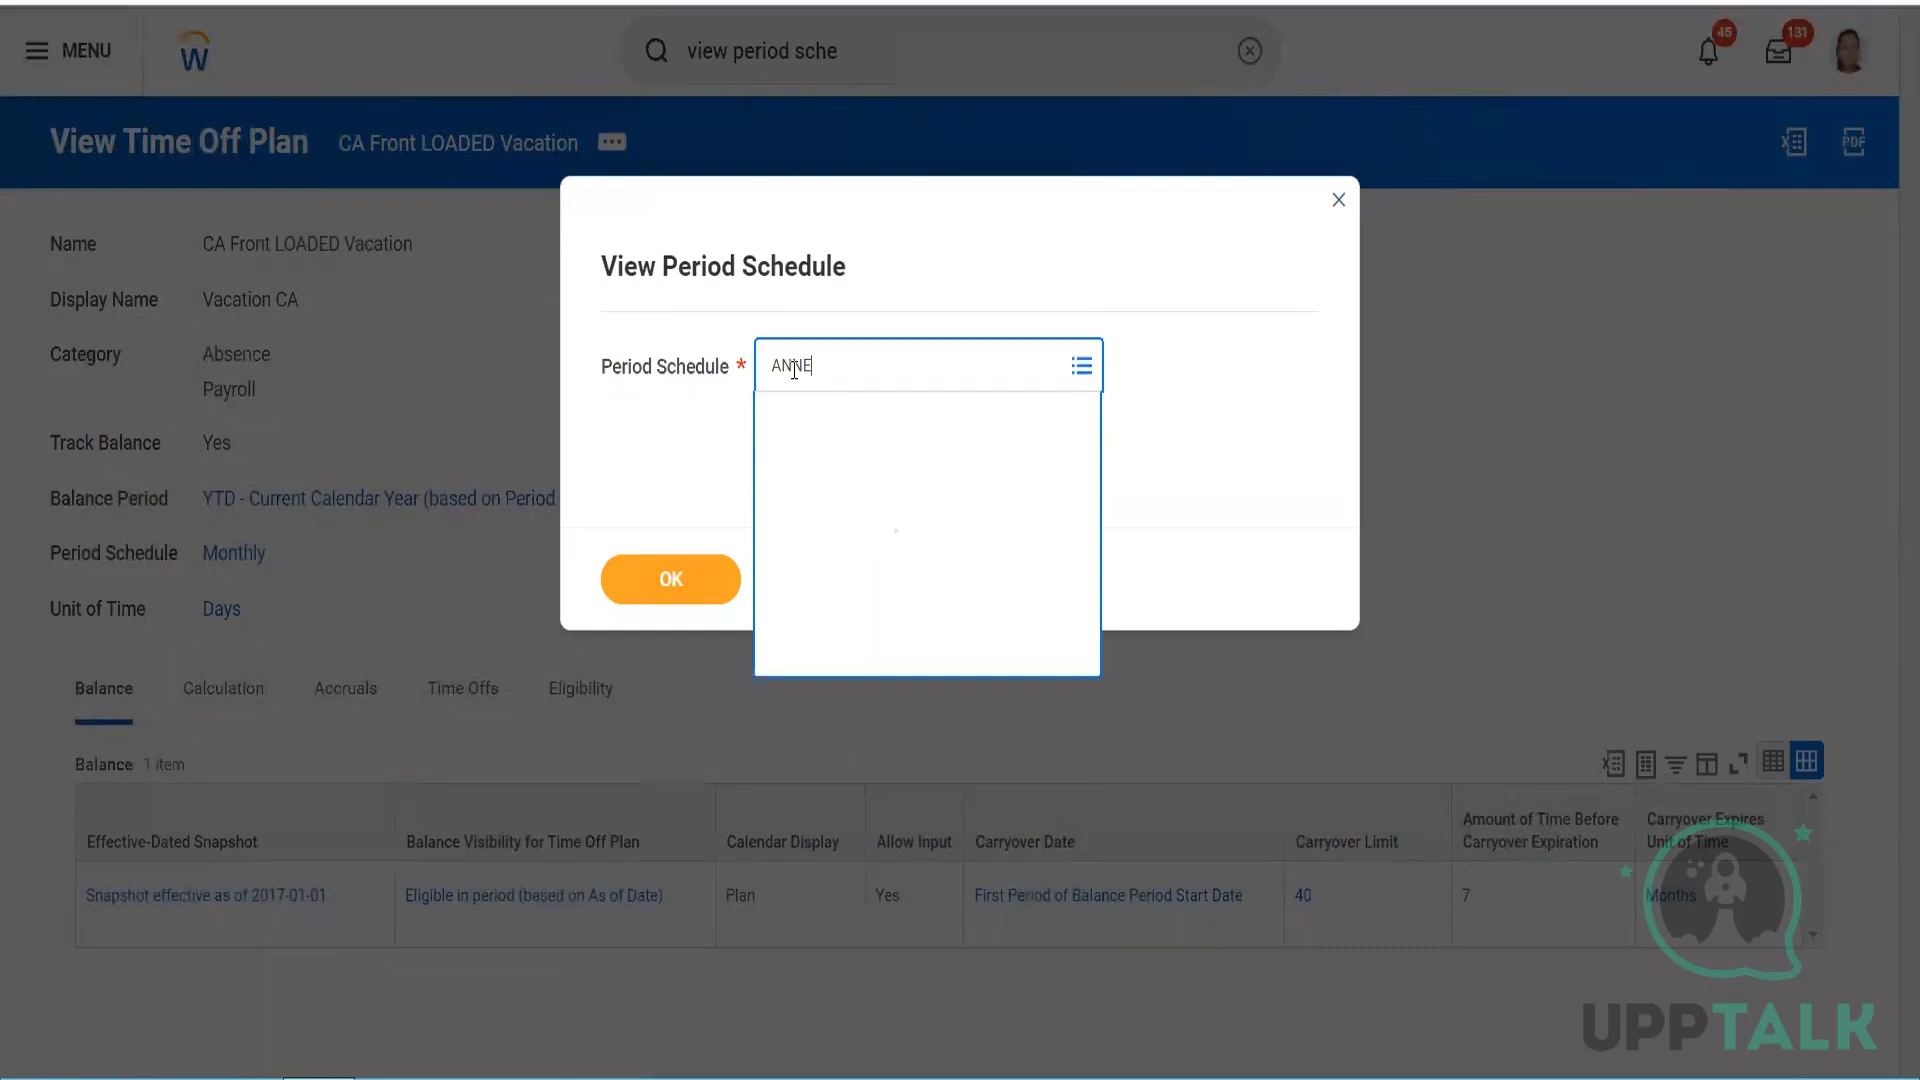 MENU
W
view period sche
45
131
View Time Off Plan
CA Front LOADED Vacation
X
PDF
Name
CA Front LOADED Vacation
Display Name
Vacation CA
Category
Absence
Payroll
Track Balance
Yes
Balance Period
YTD - Current Calendar Year (based on Period
Period Schedule
Monthly
Unit of Time
Days
View Period Schedule
Period Schedule *
ANNE
OK
Balance
Calculation
Accruals
Time Offs
Eligibility
Balance 1 item
Effective-Dated Snapshot
Balance Visibility for Time Off Plan
Calendar Display
Allow Input
Carryover Date
Carryover Limit
Amount of Time Before
Carryover Expiration
Carryover Expires
Unit of Time
Snapshot effective as of 2017-01-01
Eligible in period (based on As of Date)
Plan
Yes
First Period of Balance Period Start Date
40
7
Months
UPPTALK